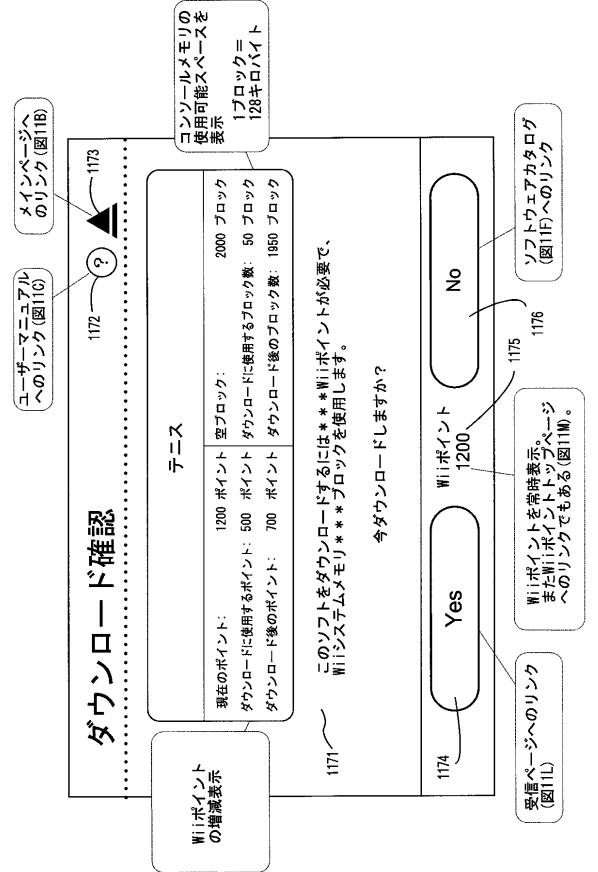 ユーザーマニュアル
へのリンク(図11C)
メインページへ
のリンク(図11B)
ダウンロード確認
1172
?
1173
Wiiポイント
の増減表示
コンソールメモリの
使用可能スペースを
表示
1ブロック=
128キロバイト
テニス
現在のポイント: 1200 ポイント 空ブロック: 2000 ブロック
ダウンロードに使用するポイント: 500 ポイント ダウンロードに使用するブロック数: 50 ブロック
ダウンロード後のポイント: 700 ポイント ダウンロード後のブロック数: 1950 ブロック
1171
このソフトをダウンロードするには***Wiiポイントが必要で、
Wiiシステムメモリ***ブロックを使用します。
今ダウンロードしますか?
1174
Yes
Wiiポイント
1200
No
1175
1176
受信ページへのリンク
(図11L)
Wiiポイントを常時表示。
またWiiポイントトップページ
へのリンクでもある(図11M)。
ソフトウェアカタログ
(図11F)へのリンク